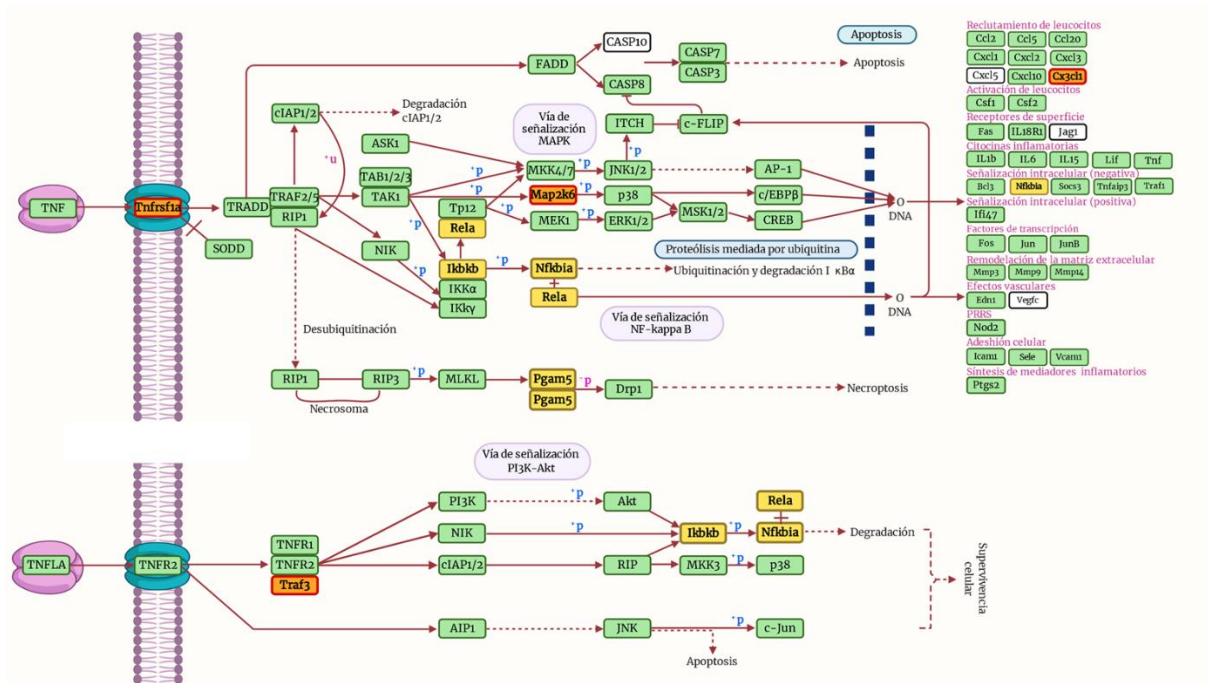 Reclutamiento de leucocitos
Ccl2 Ccl5 Ccl20
Cxcl1 Cxcl2 Cxcl3
Cxcl5 Cxcl10 Cx3cl1
Activación de leucocitos
Csf1 Csf2
Receptores de superficie
Fas IL18R1 Jag1
Citocinas inflamatorias
IL1b IL6 IL15 Lif Tnf
Señalización intracelular (negativa)
Bcl3 Nfkbia Socs3 Tnfaip3 Traf1
Señalización intracelular (positiva)
Ifi47
Factores de transcripción
Fos Jun JunB
Remodelación de la matriz extracelular
Mmp3 Mmp9 Mmp14
Efectos vasculares
Edn1 Vegfc
PRRS
Nod2
Adeshión celular
Icam1 Sele Vcam1
Síntesis de mediadores inflamatorios
Ptgs2
Apoptosis
CASP10
FADD
CASP7
CASP3
Apoptosis
CASP8
cIAP1/2
Degradación
cIAP1/2
Vía de
señalización
MAPK
ITCH
c-FLIP
+u
ASK1
+p
MKK4/7
+p
JNK1/2
AP-1
TAB1/2/3
TAK1
+p
+p
Map2k6
+p
p38
c/EBPβ
TNF
Tnfrsf1a
TRADD
TRAF2/5
RIP1
SODD
Tp12
+p
MEK1
+p
ERK1/2
MSK1/2
CREB
O
DNA
Rela
+p
NIK
+p
Ikbkb
IKKα
IKkγ
+p
Nfkbia
Rela
Proteólisis mediada por ubiquitina
Ubiquitinación y degradación I κBα
O
DNA
Vía de señalización
NF-kappa B
Desubiquitinación
RIP1
RIP3
+p
MLKL
Pgam5
Pgam5
-p
Drp1
Necroptosis
Necrosoma
Vía de señalización
PI3K-Akt
PI3K
+p
Akt
Rela
NIK
+p
Ikbkb
+p
Nfkbia
Degradación
TNFLA
TNFR2
TNFR1
TNFR2
Traf3
cIAP1/2
RIP
MKK3
+p
p38
AIP1
JNK
+p
c-Jun
Apoptosis
Supervivencia
celular